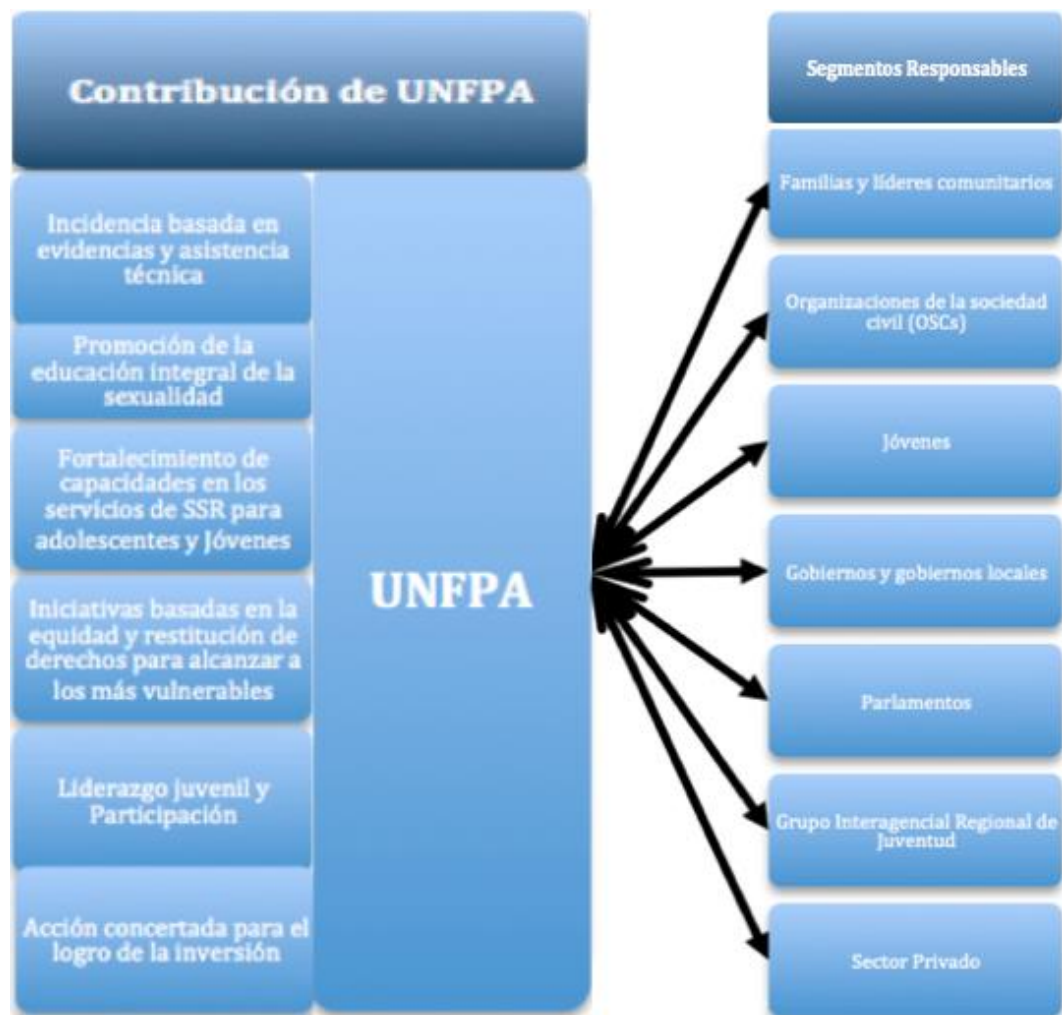 Contribución de UNFPA
Incidencia basada en
evidencias y asistencia
técnica
Promoción de la
educación integral de la
sexualidad
Fortalecimiento de
capacidades en los
servicios de SSR para
adolescentes y Jóvenes
Iniciativas basadas en la
equidad y restitución de
derechos para alcanzar a
los más vulnerables
Liderazgo juvenil y
Participación
Acción concertada para el
logro de la inversión
UNFPA
Segmentos Responsables
Familias y líderes comunitarios
Organizaciones de la sociedad
civil (OSCs)
Jóvenes
Gobiernos y gobiernos locales
Parlamentos
Grupo Interagencial Regional de
Juventud
Sector Privado